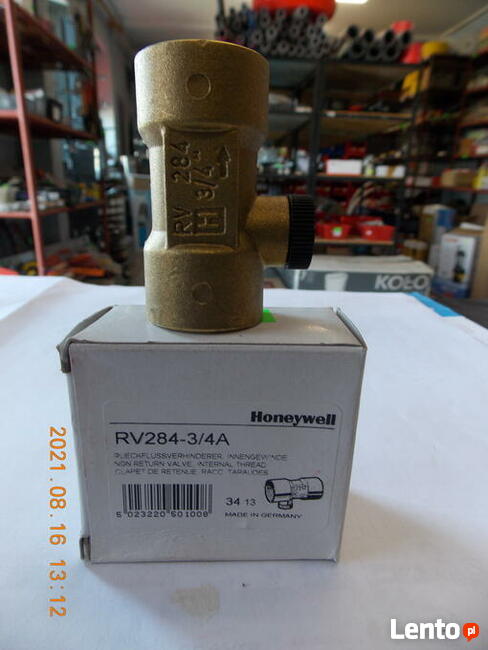 RV 284
H 3/4"
KOŁO
Honeywell
RV284-3/4A
RUECKFLUSSVERHINDERER, INNENGEWINDE
NON RETURN VALVE, INTERNAL THREAD
CLAPET DE RETENUE, RACC. TARAUDES
34 13
5 023220 501008
MADE IN GERMANY
2021.08.16 13:12
Lento.pl